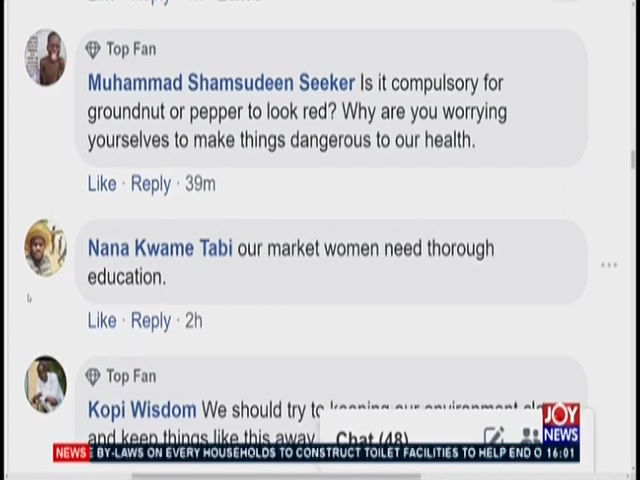 Top Fan
Muhammad Shamsudeen Seeker Is it compulsory for
groundnut or pepper to look red? Why are you worrying
yourselves to make things dangerous to our health.
Like · Reply · 39m
Nana Kwame Tabi our market women need thorough
education.
Like · Reply · 2h
Top Fan
Kopi Wisdom We should try to keeping our environment
and keep things like this away
Chat (48)
JOY
NEWS
NEWS BY-LAWS ON EVERY HOUSEHOLDS TO CONSTRUCT TOILET FACILITIES TO HELP END O 16:01